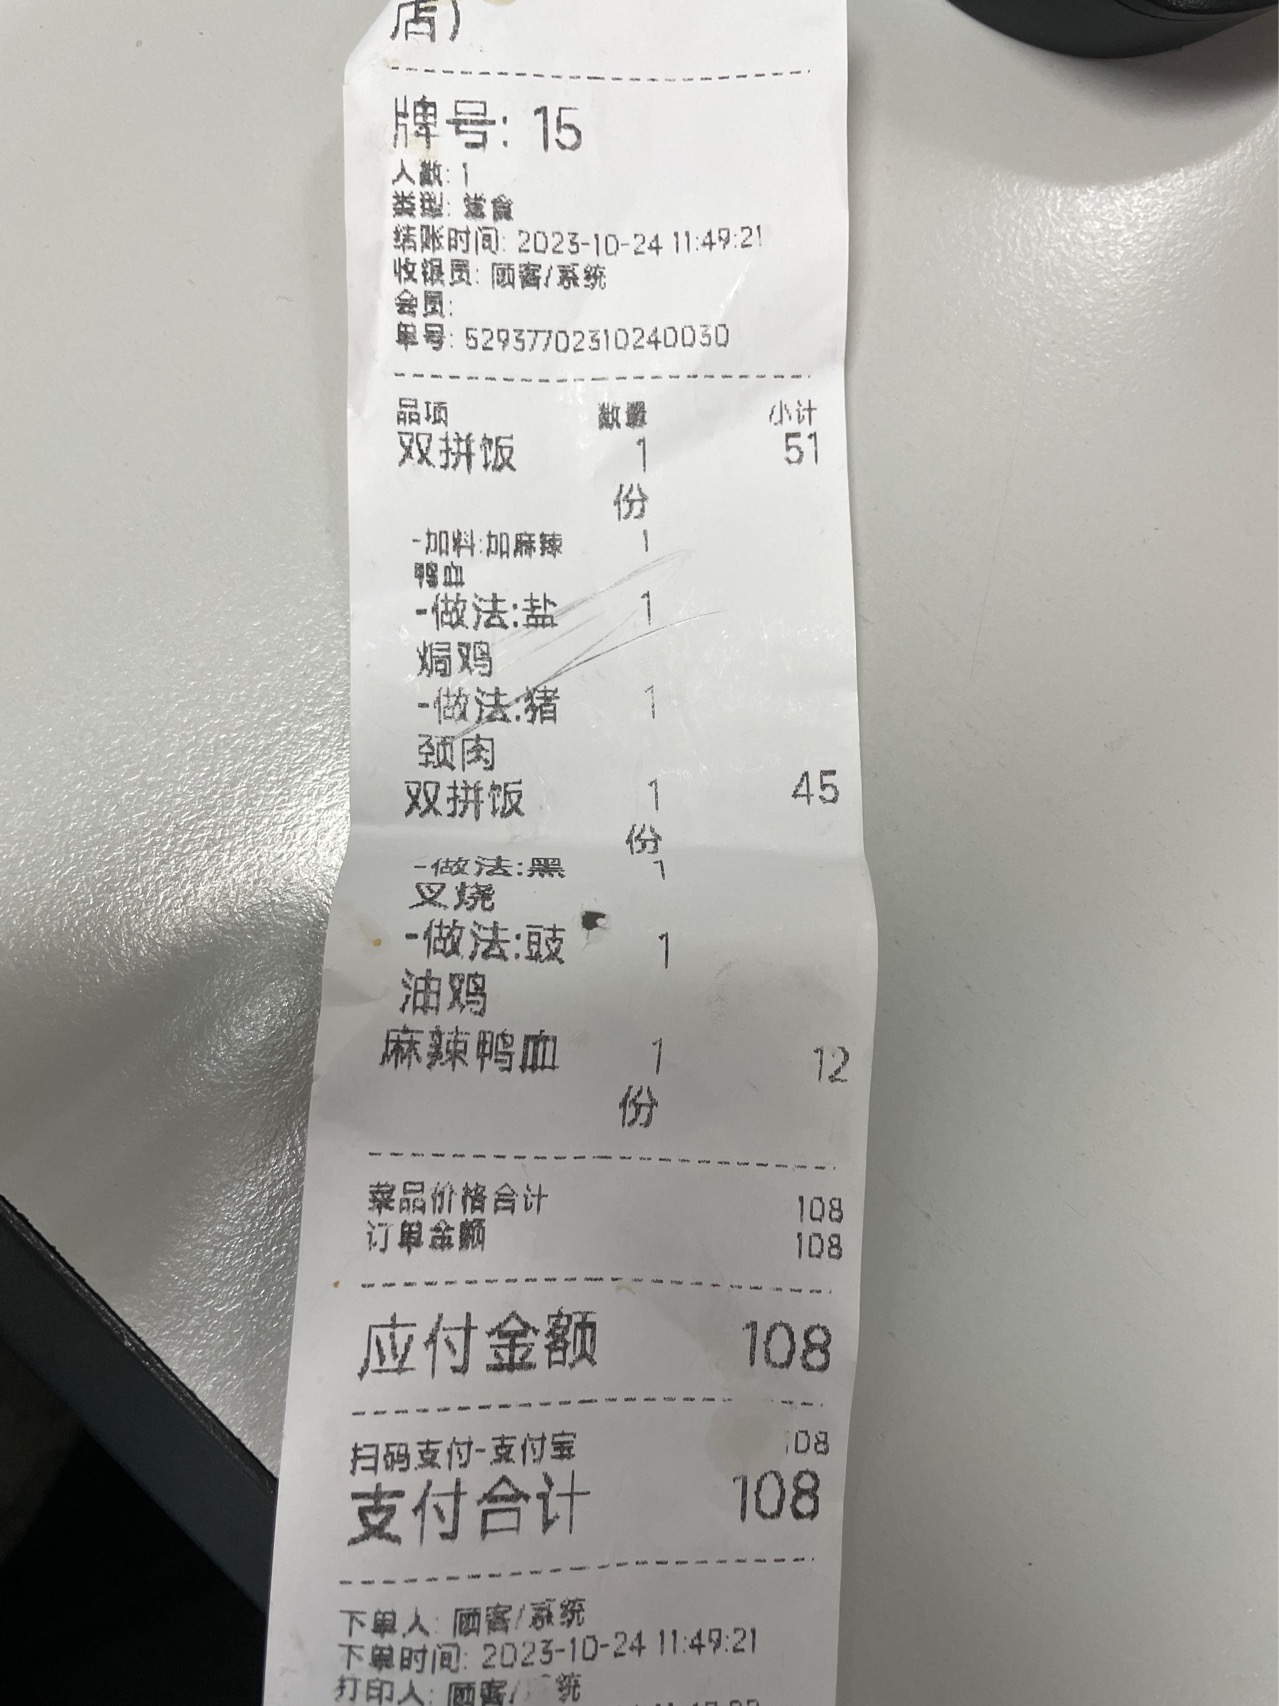 店)
牌号: 15
人数: 1
类型: 堂食
结账时间: 2023-10-24 11:49:21
收银员: 顾客/系统
会员:
单号: 52937702310240030
品项 数量 小计
双拼饭 1 51
份
-加料:加麻辣 1
鸭血
-做法:盐 1
焗鸡
-做法:猪 1
颈肉
双拼饭 1 45
份
-做法:黑 1
叉烧
-做法:豉 1
油鸡
麻辣鸭血 1 12
份
菜品价格合计 108
订单金额 108
应付金额 108
扫码支付-支付宝 108
支付合计 108
下单人: 顾客/系统
下单时间: 2023-10-24 11:49:21
打印人: 顾客/ 统